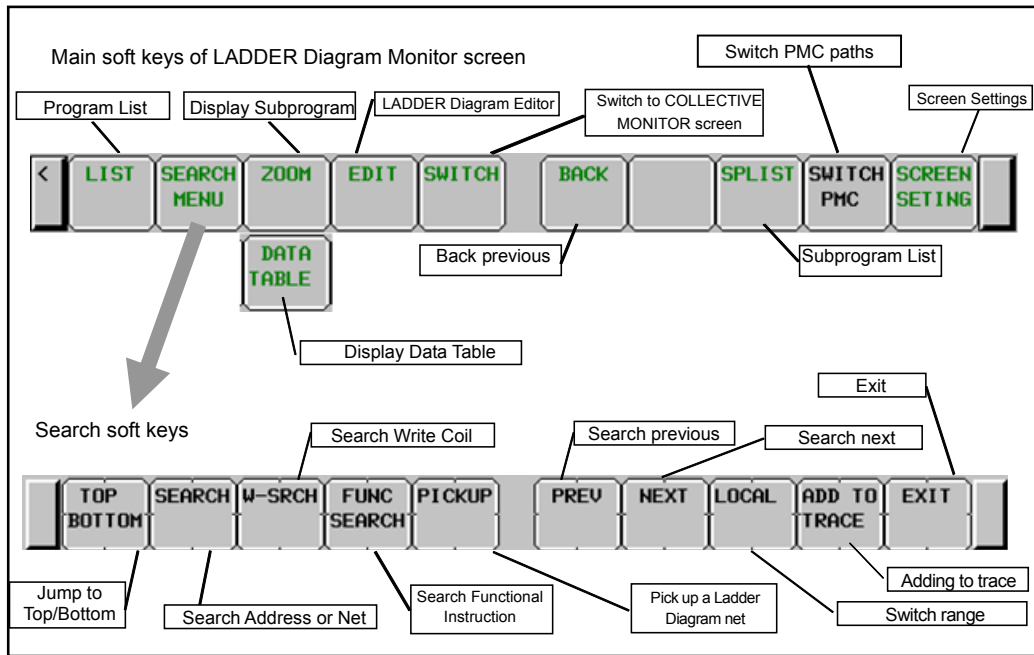 Main soft keys of LADDER Diagram Monitor screen
Switch PMC paths
Program List
Display Subprogram
LADDER Diagram Editor
Switch to COLLECTIVE
MONITOR screen
Screen Settings
<
LIST
SEARCH
MENU
ZOOM
EDIT
SWITCH
BACK
SPLIST
SWITCH
PMC
SCREEN
SETING
DATA
TABLE
Back previous
Subprogram List
Display Data Table
Exit
Search soft keys
Search Write Coil
Search previous
Search next
TOP
BOTTOM
SEARCH
W-SRCH
FUNC
SEARCH
PICKUP
PREV
NEXT
LOCAL
ADD TO
TRACE
EXIT
Jump to
Top/Bottom
Search Address or Net
Search Functional
Instruction
Pick up a Ladder
Diagram net
Adding to trace
Switch range